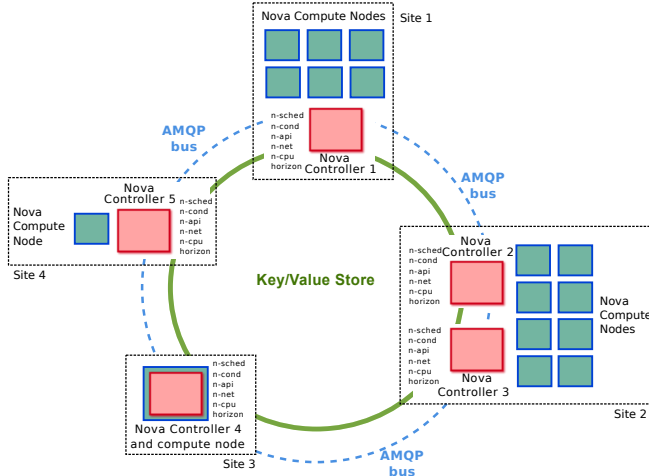 Nova Compute Nodes
Site 1
n-sched
n-cond
n-api
n-net
n-cpu
horizon
Nova
Controller 1
AMQP
bus
AMQP
bus
Nova
Controller 5
n-sched
n-cond
n-api
n-net
n-cpu
horizon
Nova
Compute
Node
Site 4
Key/Value Store
Nova
Controller 2
n-sched
n-cond
n-api
n-net
n-cpu
horizon
n-sched
n-cond
n-api
n-net
n-cpu
horizon
Nova
Controller 3
Nova
Compute
Nodes
Site 2
n-sched
n-cond
n-api
n-net
n-cpu
horizon
Nova Controller 4
and compute node
Site 3
AMQP
bus